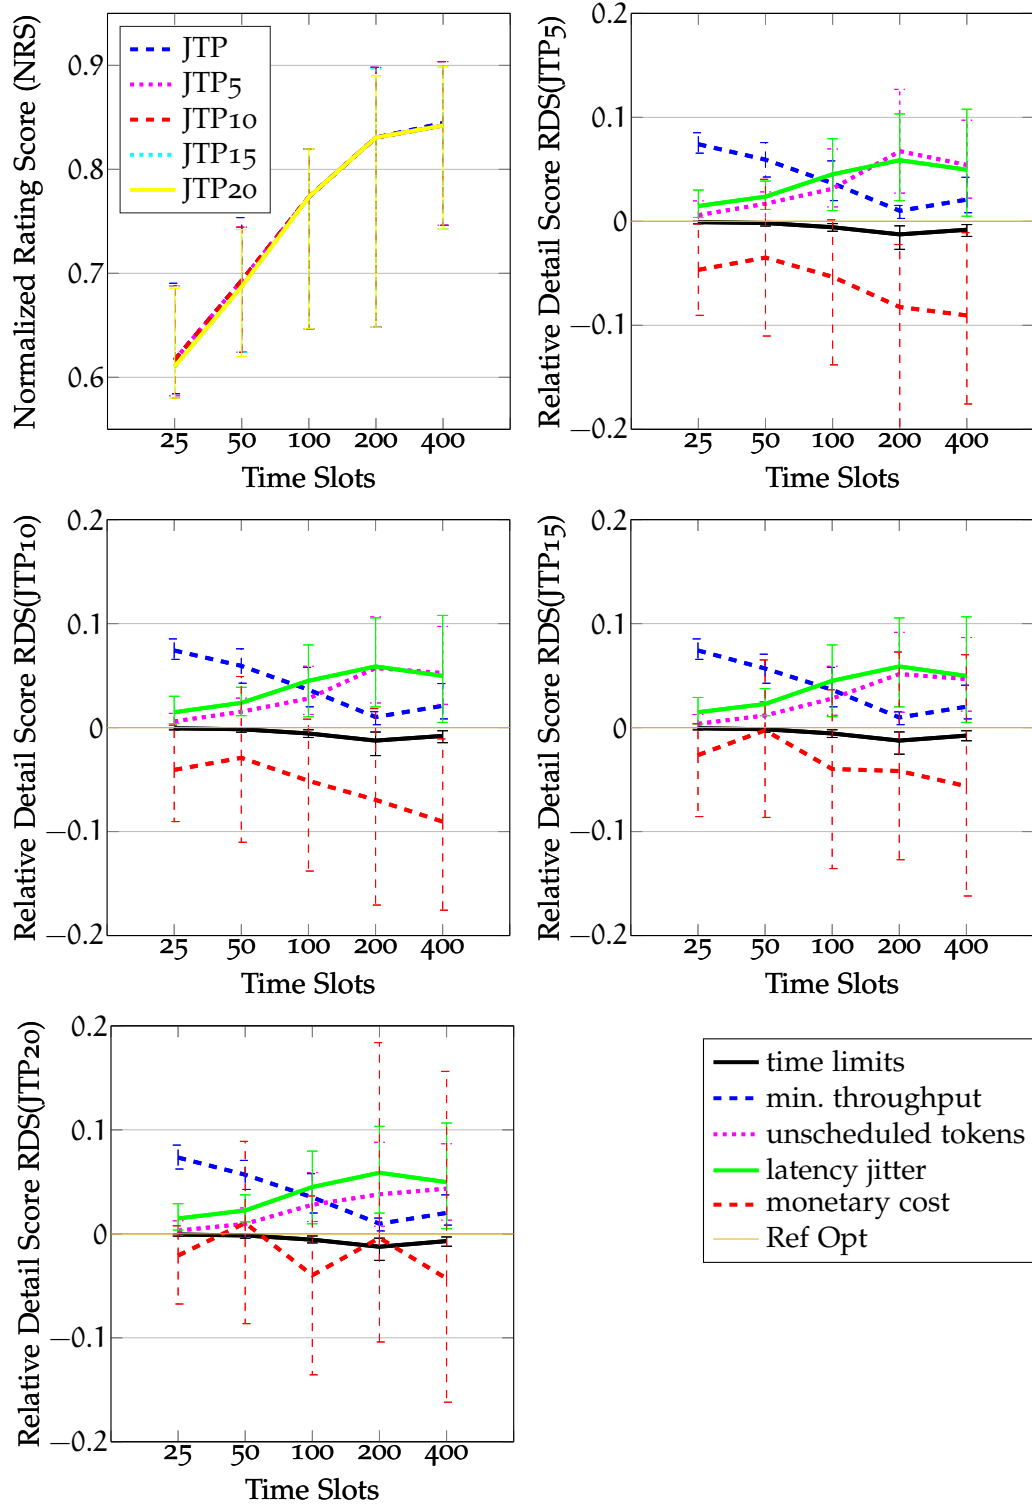 Normalized Rating Score (NRS)
0.9
0.8
0.7
0.6
JTP
JTP5
JTP10
JTP15
JTP20
25 50 100 200 400
Time Slots
Relative Detail Score RDS(JTP5)
0.2
0.1
0
−0.1
−0.2
25 50 100 200 400
Time Slots
Relative Detail Score RDS(JTP10)
0.2
0.1
0
−0.1
−0.2
25 50 100 200 400
Time Slots
Relative Detail Score RDS(JTP15)
0.2
0.1
0
−0.1
−0.2
25 50 100 200 400
Time Slots
Relative Detail Score RDS(JTP20)
0.2
0.1
0
−0.1
−0.2
25 50 100 200 400
Time Slots
time limits
min. throughput
unscheduled tokens
latency jitter
monetary cost
Ref Opt